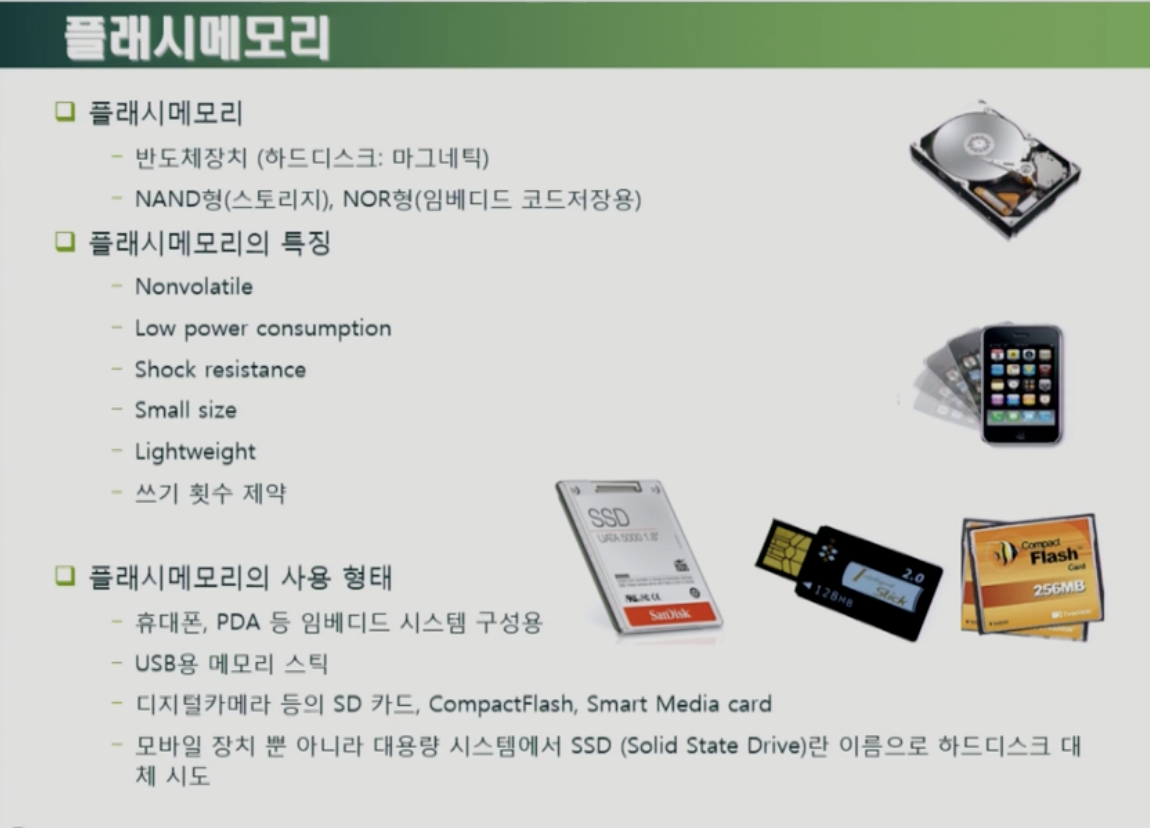 플래시메모리
플래시메모리
반도체장치 (하드디스크: 마그네틱)
NAND형(스토리지), NOR형(임베디드 코드저장용)
플래시메모리의 특징
Nonvolatile
Low power consumption
Shock resistance
Small size
Lightweight
쓰기 횟수 제약
플래시메모리의 사용 형태
휴대폰, PDA 등 임베디드 시스템 구성용
USB용 메모리 스틱
디지털카메라 등의 SD 카드, CompactFlash, Smart Media card
모바일 장치 뿐 아니라 대용량 시스템에서 SSD (Solid State Drive)란 이름으로 하드디스크 대
체 시도
SSD
UATA 5000 1.8"
SanDisk
2.0
Stick
128MB
Compact
Flash
Card
256MB